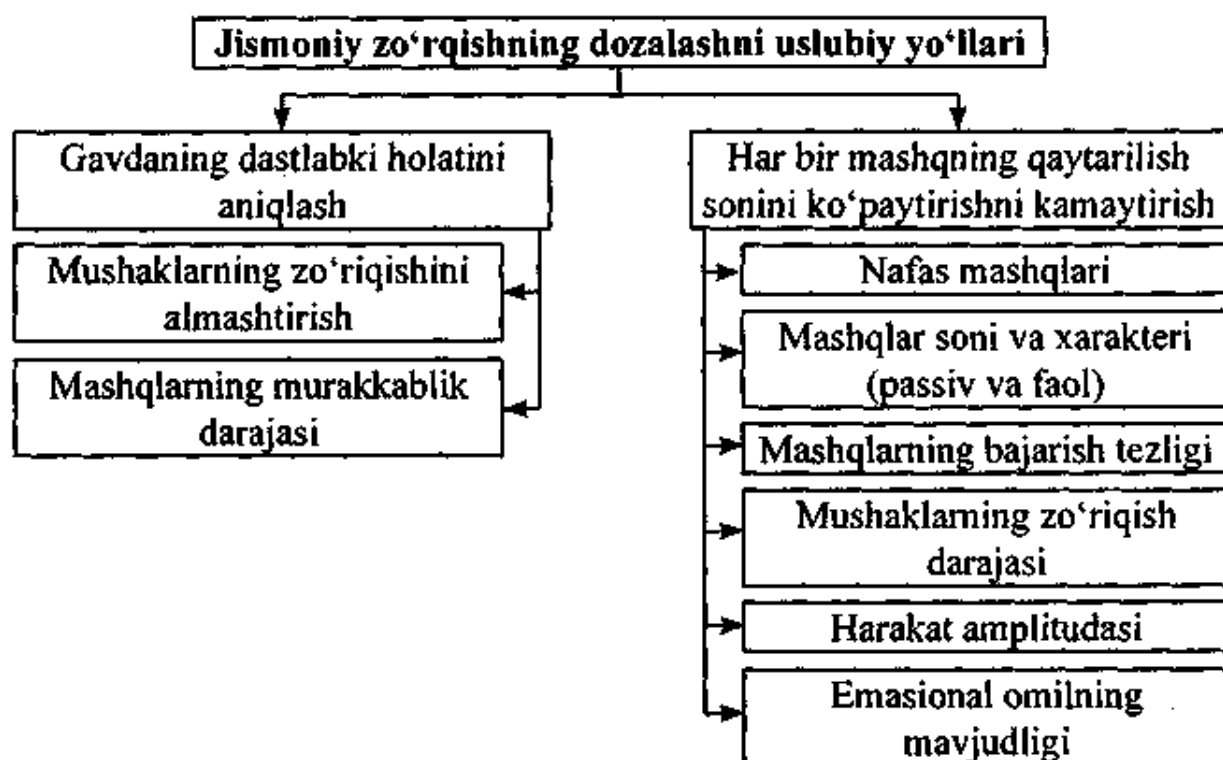 Jismoniy zo‘rqishning dozalashni uslubiy yo‘llari
Gavdaning dastlabki holatini
aniqlash
Mushaklarning zo‘riqishini
almashtirish
Mashqlarning murakkablik
darajasi
Har bir mashqning qaytarilish
sonini ko‘paytirishni kamaytirish
Nafas mashqlari
Mashqlar soni va xarakteri
(passiv va faol)
Mashqlarning bajarish tezligi
Mushaklarning zo‘riqish
darajasi
Harakat amplitudasi
Emasional omilning
mavjudligi